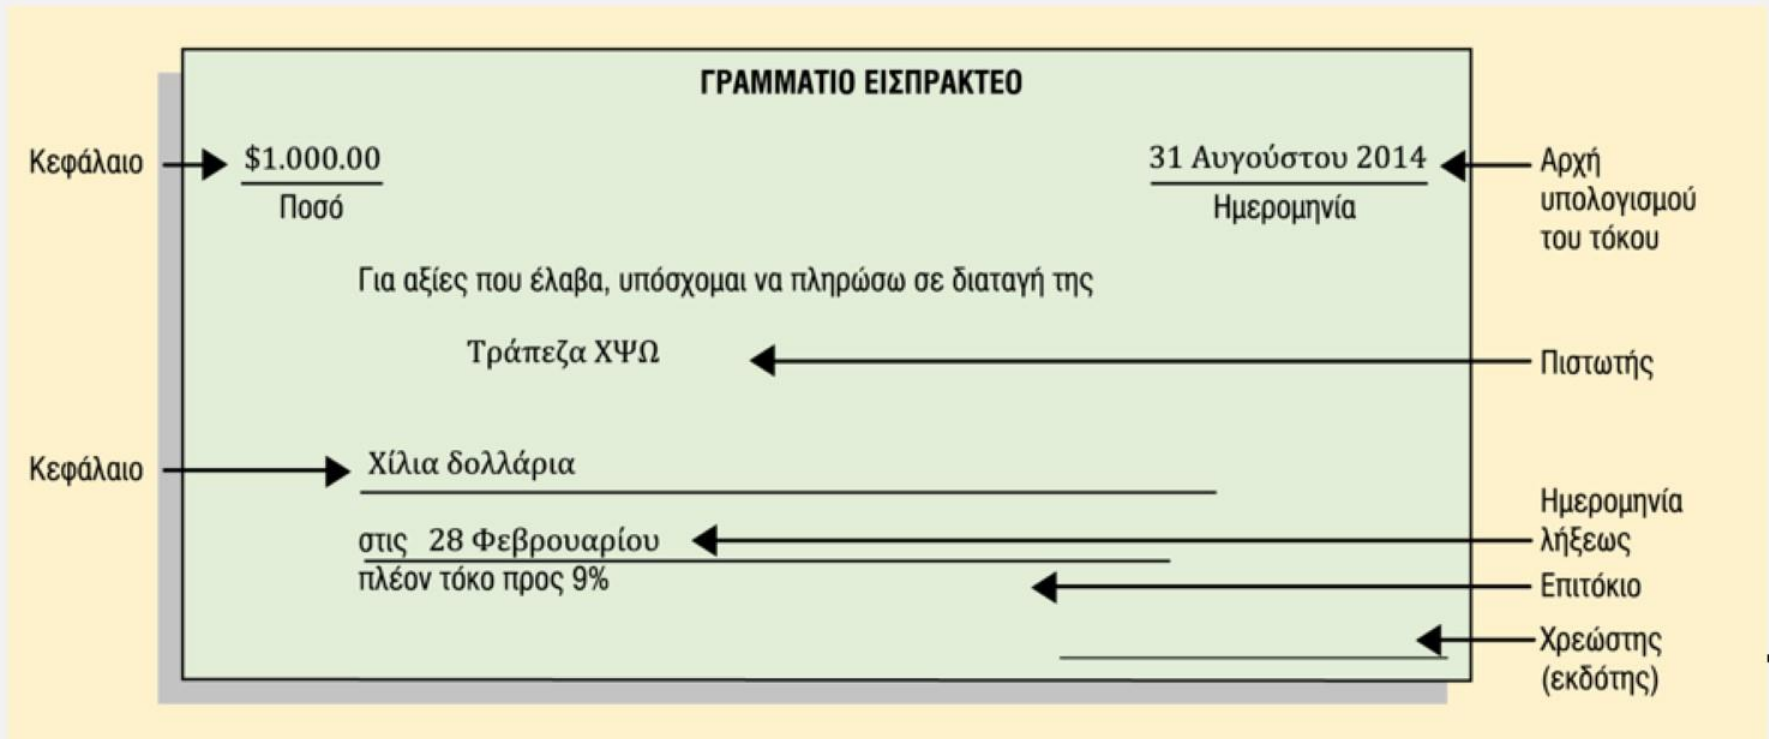 ΓΡΑΜΜΑΤΙΟ ΕΙΣΠΡΑΚΤΕΟ
Κεφάλαιο
$1.000.00
31 Αυγούστου 2014
Αρχή
υπολογισμού
του τόκου
Ποσό
Ημερομηνία
Για αξίες που έλαβα, υπόσχομαι να πληρώσω σε διαταγή της
Τράπεζα ΧΨΩ
Πιστωτής
Κεφάλαιο
Χίλια δολλάρια
Ημερομηνία
λήξεως
στις 28 Φεβρουαρίου
πλέον τόκο προς 9%
Επιτόκιο
Χρεώστης
(εκδότης)